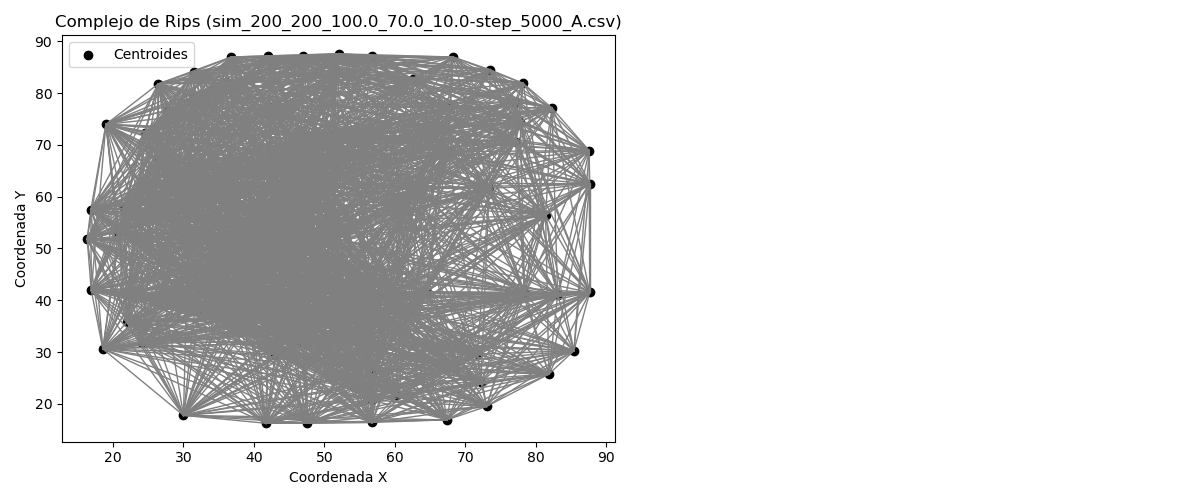 Complejo de Rips (sim_200_200_100.0_70.0_10.0-step_5000_A.csv)
Centroides
90
80
70
60
50
40
30
20
Coordenada Y
20 30 40 50 60 70 80 90
Coordenada X